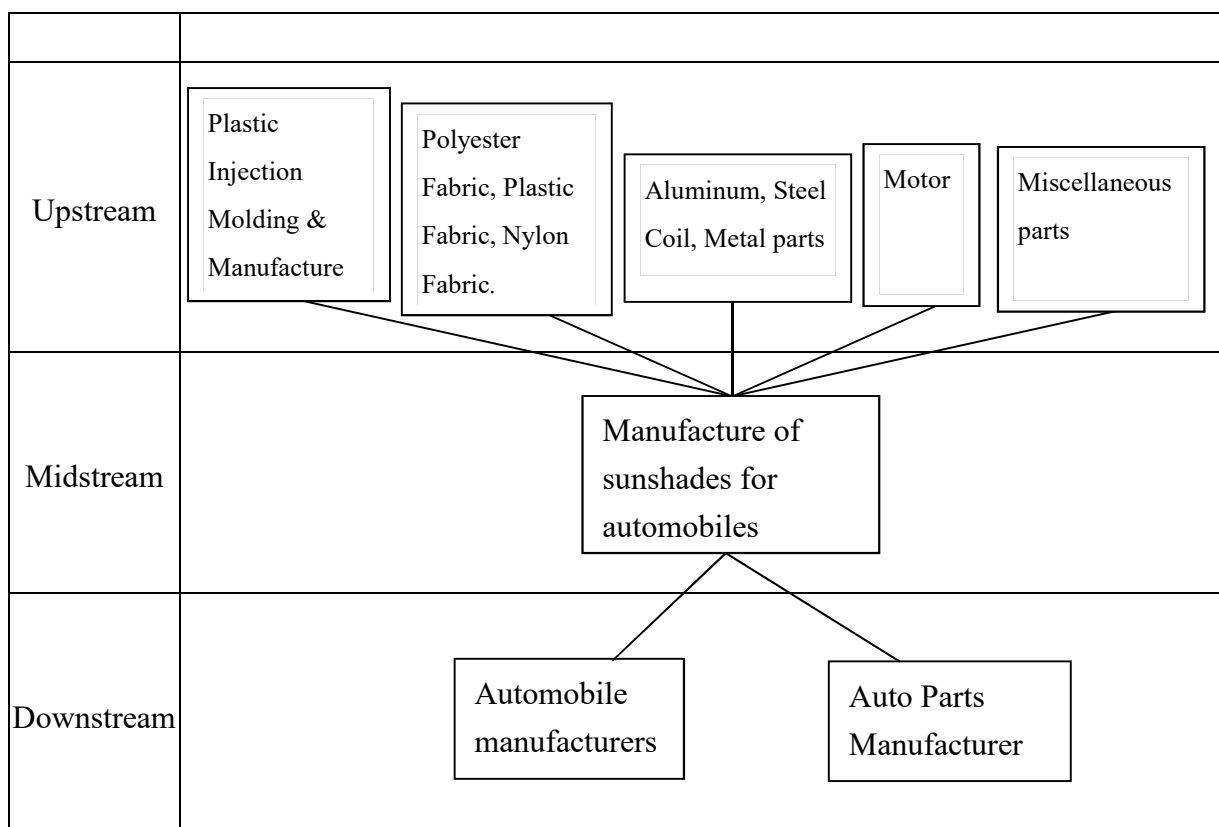 Upstream
Plastic
Injection
Molding &
Manufacture
Polyester
Fabric, Plastic
Fabric, Nylon
Fabric.
Aluminum, Steel
Coil, Metal parts
Motor
Miscellaneous
parts
Midstream
Manufacture of
sunshades for
automobiles
Downstream
Automobile
manufacturers
Auto Parts
Manufacturer